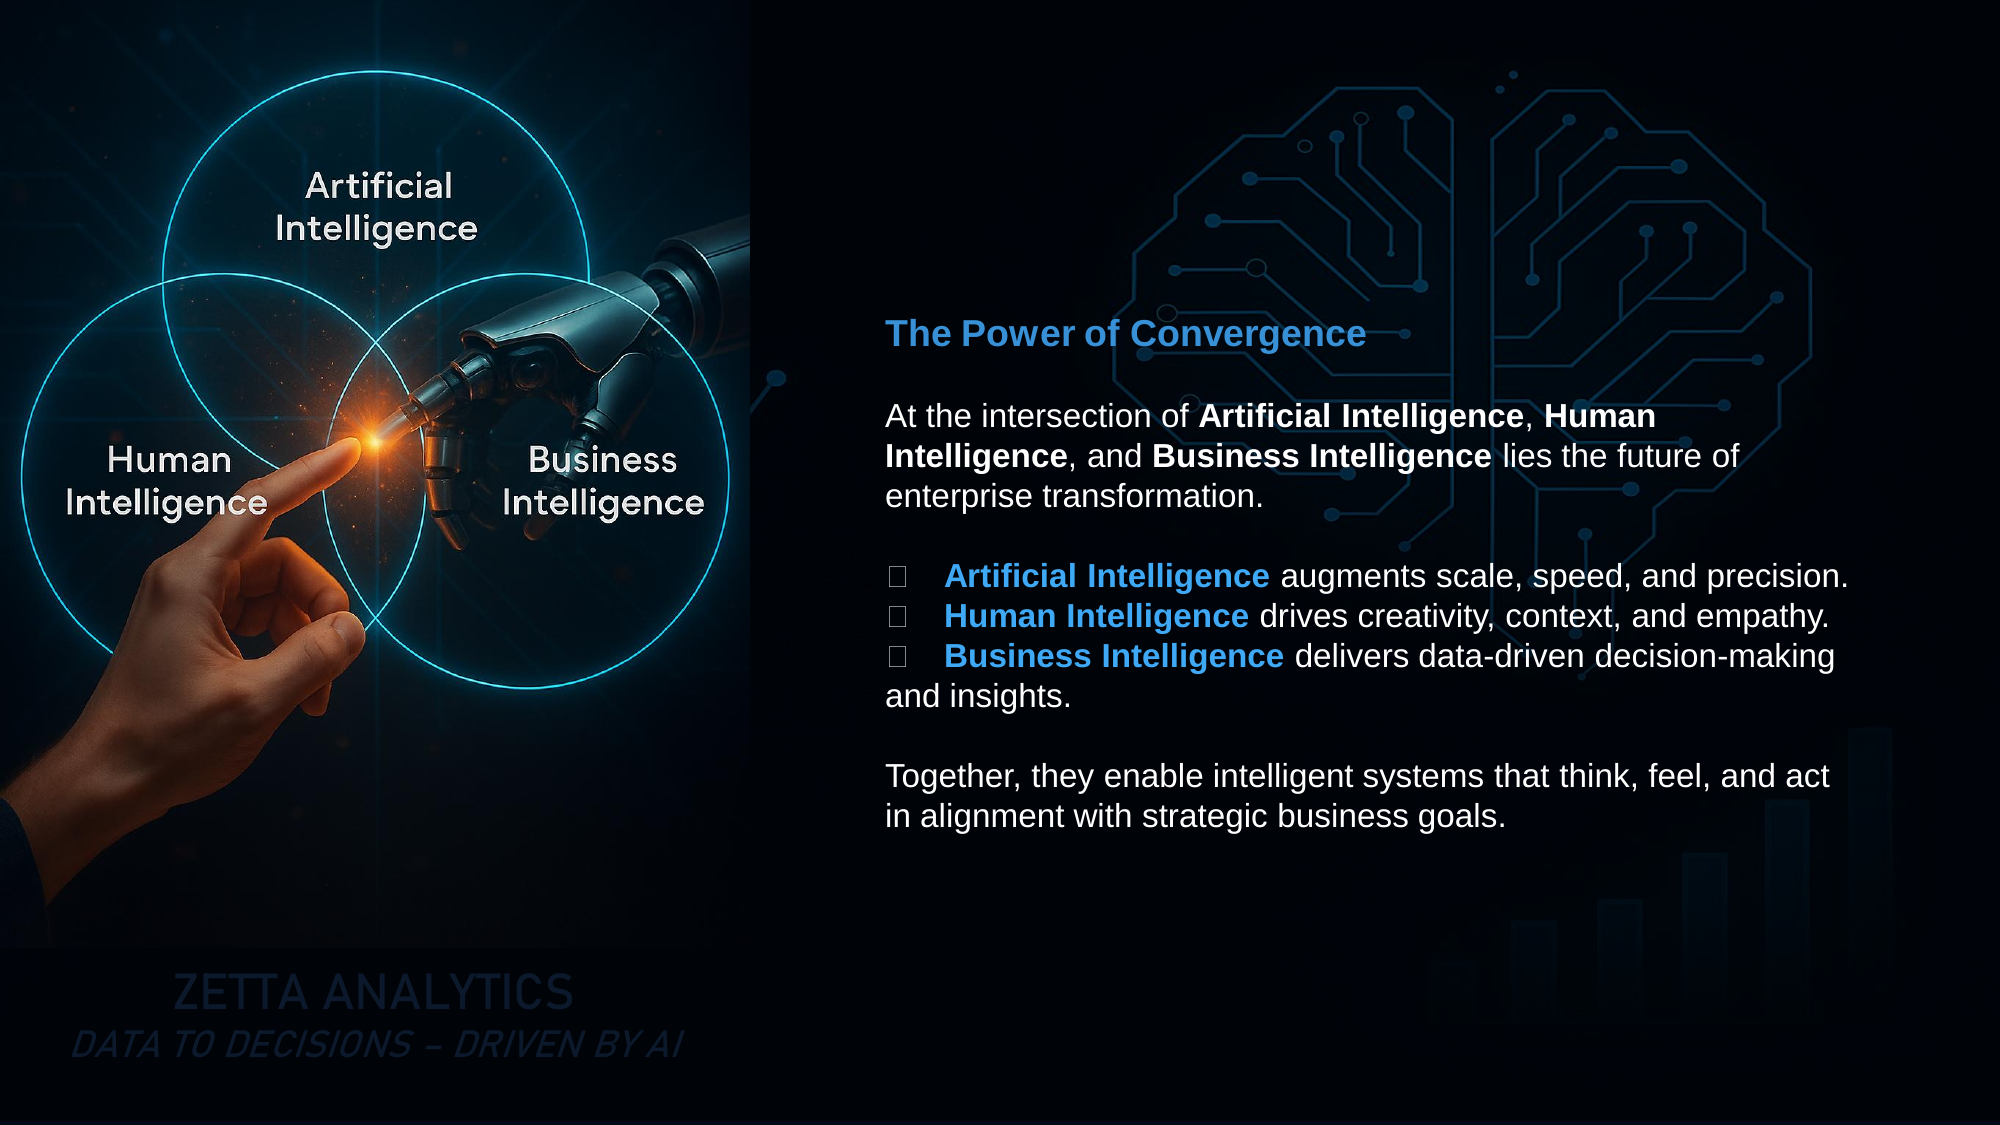 Artificial
Intelligence
Human
Intelligence
Business
Intelligence
The Power of Convergence
At the intersection of Artificial Intelligence, Human
Intelligence, and Business Intelligence lies the future of
enterprise transformation.
Artificial Intelligence augments scale, speed, and precision.
Human Intelligence drives creativity, context, and empathy.
Business Intelligence delivers data-driven decision-making
and insights.
Together, they enable intelligent systems that think, feel, and act
in alignment with strategic business goals.
ZETTA ANALYTICS
DATA TO DECISIONS – DRIVEN BY AI